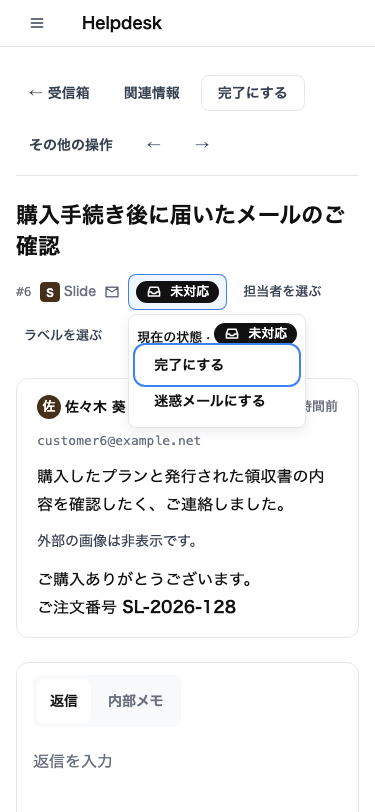 Helpdesk
← 受信箱 関連情報 完了にする
その他の操作 ← →
購入手続き後に届いたメールのご
確認
#6 S Slide 未対応 担当者を選ぶ
ラベルを選ぶ
現在の状態 · 未対応
完了にする
迷惑メールにする
佐 佐々木 葵 時間前
customer6@example.net
購入したプランと発行された領収書の内
容を確認したく、ご連絡しました。
外部の画像は非表示です。
ご購入ありがとうございます。
ご注文番号 SL-2026-128
返信 内部メモ
返信を入力